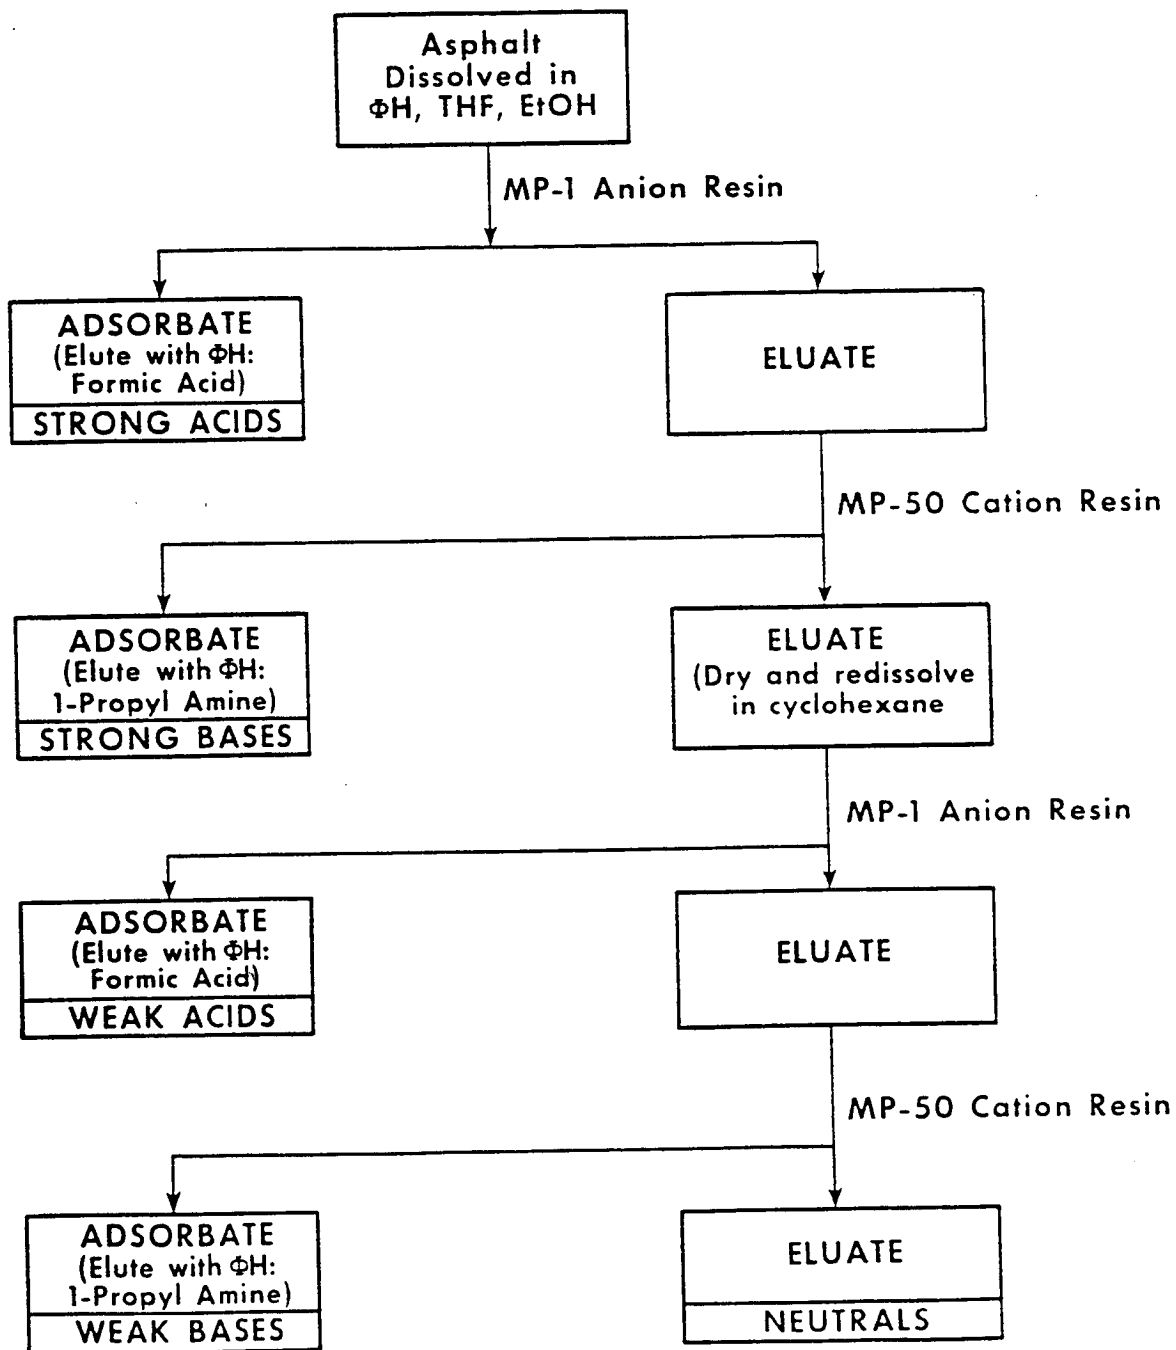 Asphalt
Dissolved in
ΦH, THF, EtOH
MP-1 Anion Resin
ADSORBATE
(Elute with ΦH:
Formic Acid)
STRONG ACIDS
ELUATE
MP-50 Cation Resin
ADSORBATE
(Elute with ΦH:
1-Propyl Amine)
STRONG BASES
ELUATE
(Dry and redissolve
in cyclohexane
MP-1 Anion Resin
ADSORBATE
(Elute with ΦH:
Formic Acid)
WEAK ACIDS
ELUATE
MP-50 Cation Resin
ADSORBATE
(Elute with ΦH:
1-Propyl Amine)
WEAK BASES
ELUATE
NEUTRALS